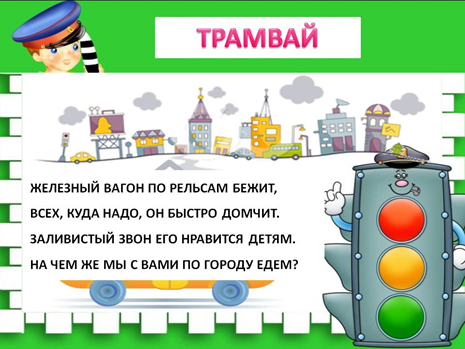 ТРАМВАЙ
ЖЕЛЕЗНЫЙ ВАГОН ПО РЕЛЬСАМ БЕЖИТ,
ВСЕХ, КУДА НАДО, ОН БЫСТРО ДОМЧИТ.
ЗАЛИВИСТЫЙ ЗВОН ЕГО НРАВИТСЯ ДЕТЯМ.
НА ЧЕМ ЖЕ МЫ С ВАМИ ПО ГОРОДУ ЕДЕМ?